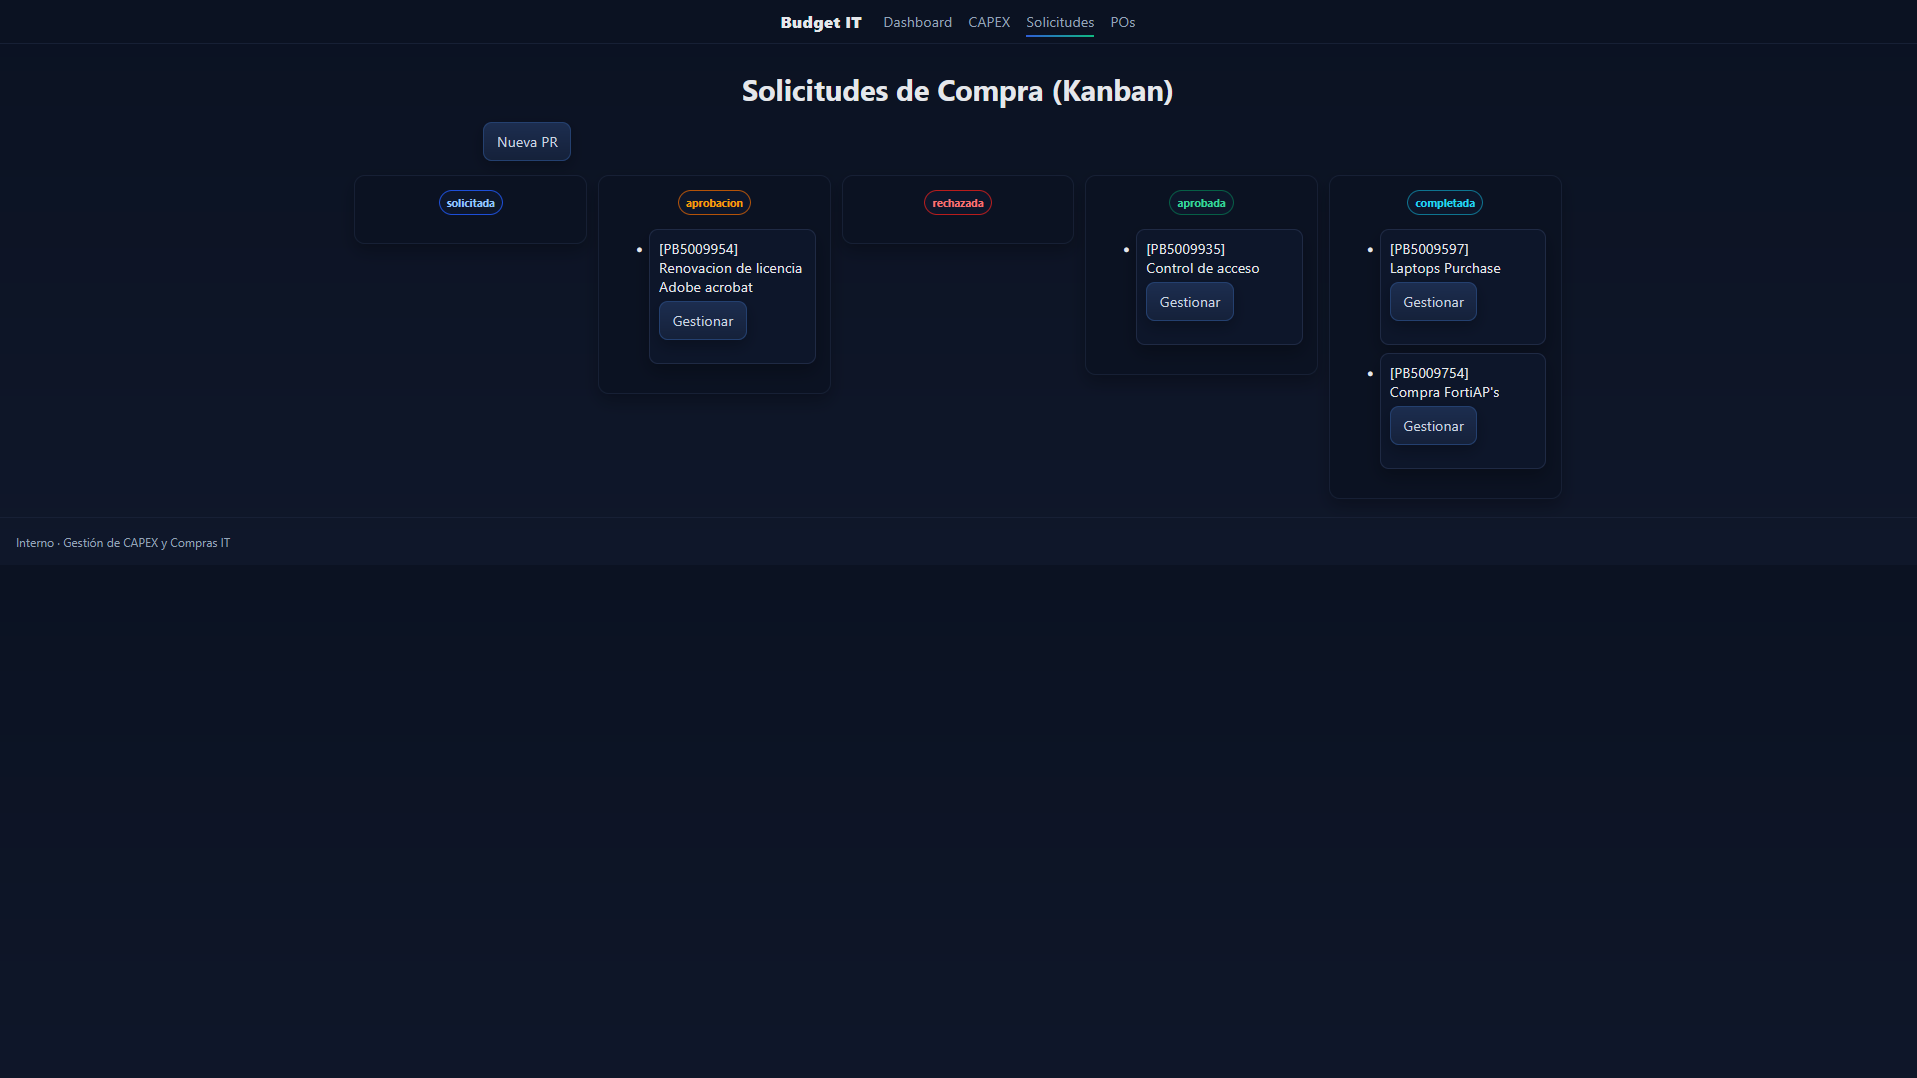 Budget IT Dashboard CAPEX Solicitudes POs
Solicitudes de Compra (Kanban)
Nueva PR
solicitada
aprobacion
[PB5009954]
Renovacion de licencia
Adobe acrobat
Gestionar
rechazada
aprobada
[PB5009935]
Control de acceso
Gestionar
completada
[PB5009597]
Laptops Purchase
Gestionar
[PB5009754]
Compra FortiAP's
Gestionar
Interno · Gestión de CAPEX y Compras IT